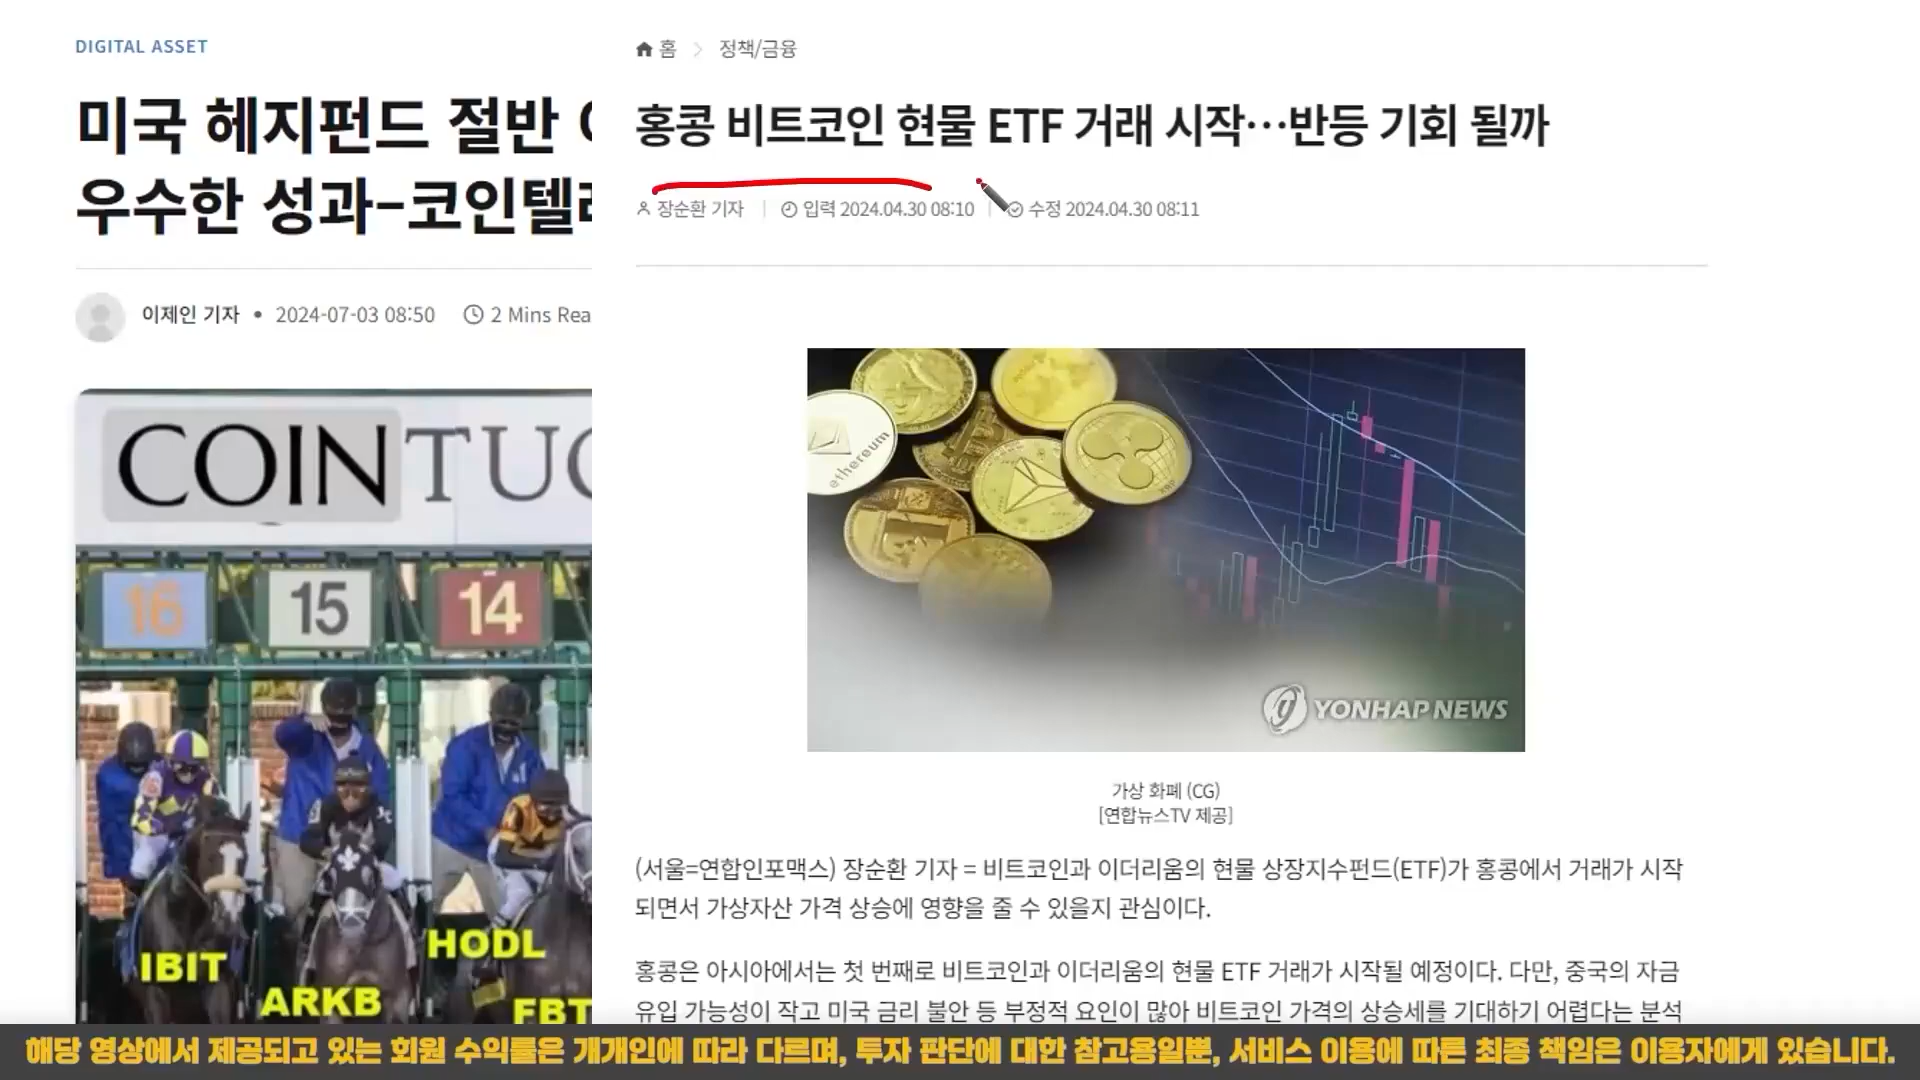 DIGITAL ASSET
미국 헤지펀드 절반
우수한 성과-코인텔
이제인 기자 • 2024-07-03 08:50 2 Mins Rea
COINTUC
16 15 14
IBIT
ARKB
HODL
FBT
홈 > 정책/금융
홍콩 비트코인 현물 ETF 거래 시작…반등 기회 될까
장순환 기자 | 입력 2024.04.30 08:10 | 수정 2024.04.30 08:11
ethereum
YONHAP NEWS
가상 화폐 (CG)
[연합뉴스TV 제공]
(서울=연합인포맥스) 장순환 기자 = 비트코인과 이더리움의 현물 상장지수펀드(ETF)가 홍콩에서 거래가 시작
되면서 가상자산 가격 상승에 영향을 줄 수 있을지 관심이다.
홍콩은 아시아에서는 첫 번째로 비트코인과 이더리움의 현물 ETF 거래가 시작될 예정이다. 다만, 중국의 자금
유입 가능성이 작고 미국 금리 불안 등 부정적 요인이 많아 비트코인 가격의 상승세를 기대하기 어렵다는 분석
해당 영상에서 제공되고 있는 회원 수익률은 개개인에 따라 다르며, 투자 판단에 대한 참고용일뿐, 서비스 이용에 따른 최종 책임은 이용자에게 있습니다.